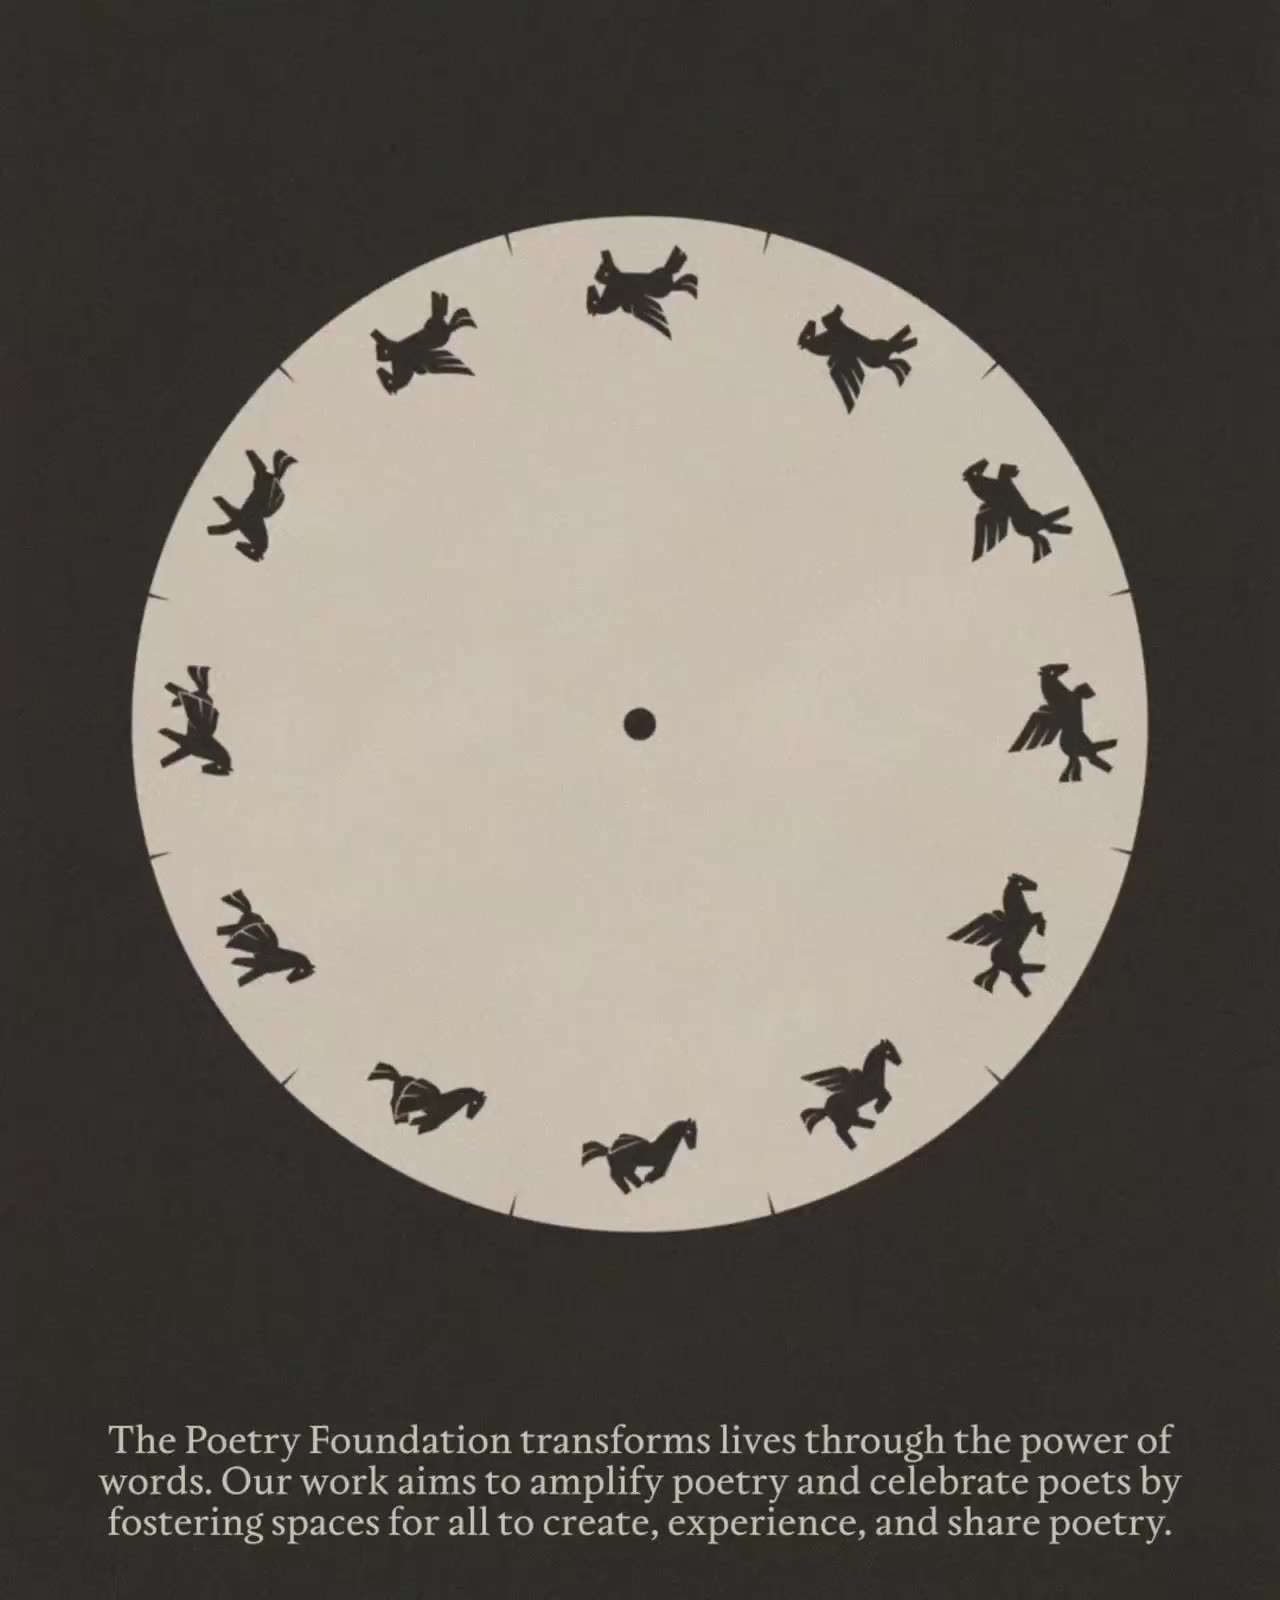 The Poetry Foundation transforms lives through the power of
words. Our work aims to amplify poetry and celebrate poets by
fostering spaces for all to create, experience, and share poetry.